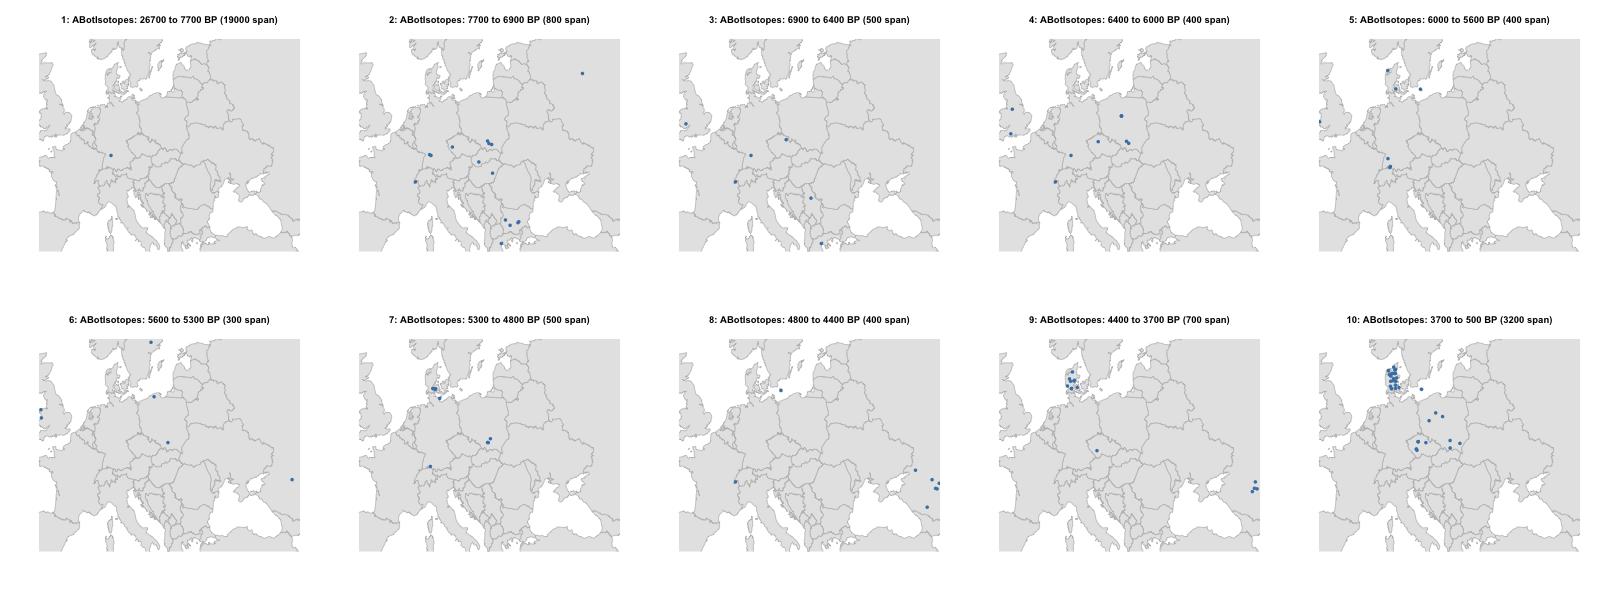 1: ABotIsotopes: 26700 to 7700 BP (19000 span)
2: ABotIsotopes: 7700 to 6900 BP (800 span)
3: ABotIsotopes: 6900 to 6400 BP (500 span)
4: ABotIsotopes: 6400 to 6000 BP (400 span)
5: ABotIsotopes: 6000 to 5600 BP (400 span)
6: ABotIsotopes: 5600 to 5300 BP (300 span)
7: ABotIsotopes: 5300 to 4800 BP (500 span)
8: ABotIsotopes: 4800 to 4400 BP (400 span)
9: ABotIsotopes: 4400 to 3700 BP (700 span)
10: ABotIsotopes: 3700 to 500 BP (3200 span)